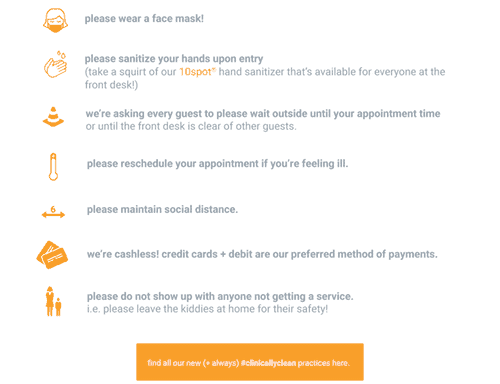 please wear a face mask!
please sanitize your hands upon entry
(take a squirt of our 10spot® hand sanitizer that's available for everyone at the
front desk!)
we're asking every guest to please wait outside until your appointment time
or until the front desk is clear of other guests.
please reschedule your appointment if you're feeling ill.
6
please maintain social distance.
we're cashless! credit cards + debit are our preferred method of payments.
please do not show up with anyone not getting a service.
i.e. please leave the kiddies at home for their safety!
find all our new (+ always) #clinicallyclean practices here.